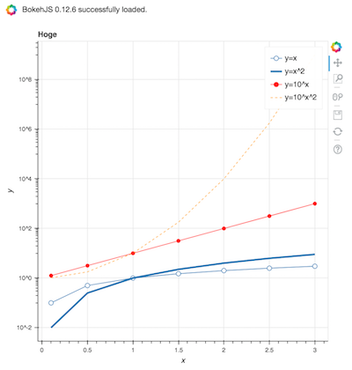 BokehJS 0.12.6 successfully loaded.
Hoge
y=x
y=x^2
y=10^x
y=10^x^2
10^8
10^6
10^4
10^2
10^0
10^-2
y
0 0.5 1 1.5 2 2.5 3
x